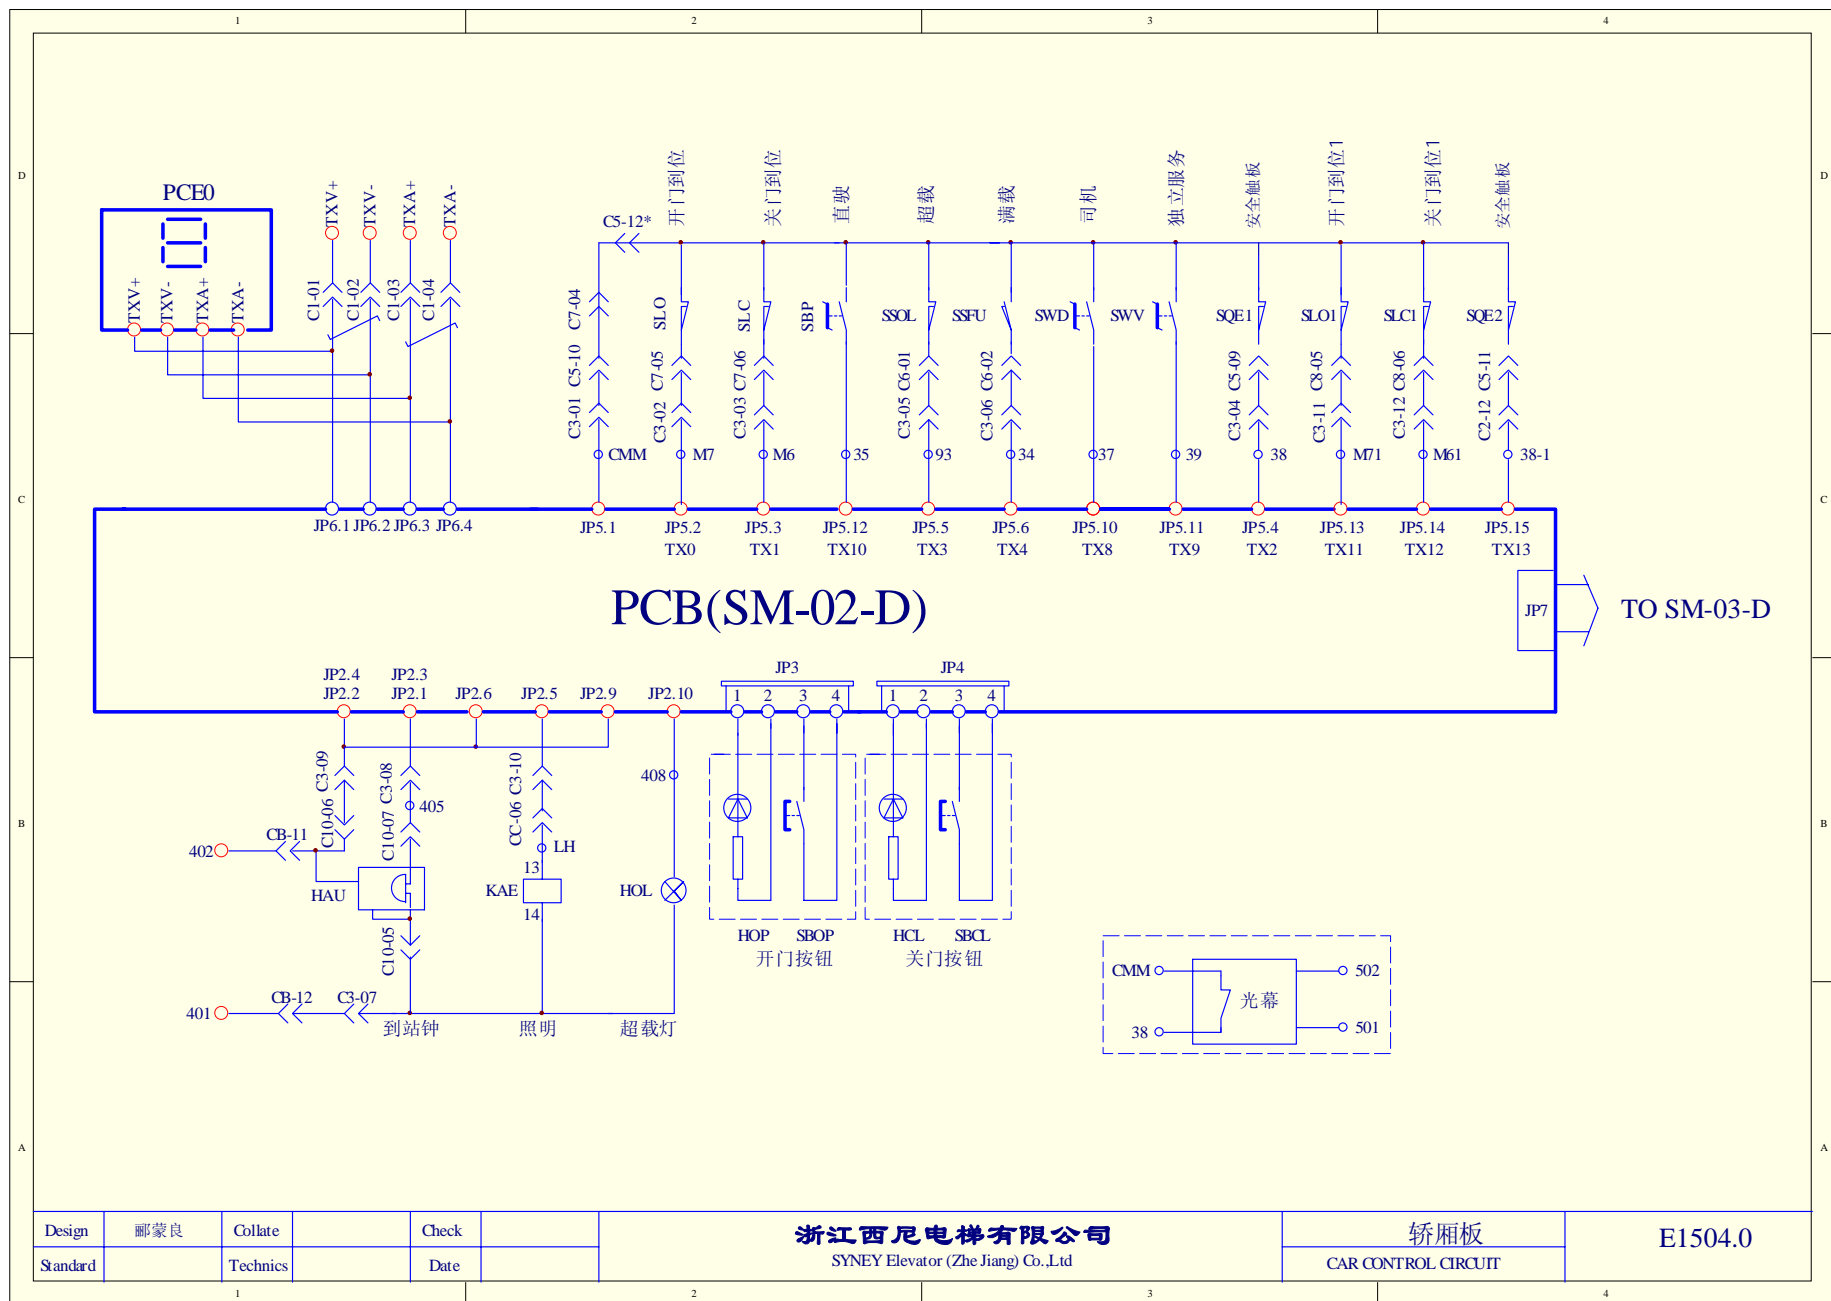 1 2 3 4
D D
PCE0
TXV+ TXV- TXA+ TXA-
TXV+ TXV- TXA+ TXA-
C1-01 C1-02 C1-03 C1-04
C5-12*
开门到位 关门到位 直驶 超载 满载 司机 独立服务 安全触板 开门到位1 关门到位1 安全触板
SLO SLC SBP SSOL SSFU SWD SWV SQE1 SLO1 SLC1 SQE2
C7-04
C5-10 C7-05 C7-06 C6-01 C6-02 C5-09 C8-05 C8-06 C5-11
C3-01 C3-02 C3-03 C3-05 C3-06 C3-04 C3-11 C3-12 C2-12
CMM M7 M6 35 93 34 37 39 38 M71 M61 38-1
C C
JP6.1 JP6.2 JP6.3 JP6.4 JP5.1 JP5.2 JP5.3 JP5.12 JP5.5 JP5.6 JP5.10 JP5.11 JP5.4 JP5.13 JP5.14 JP5.15
TX0 TX1 TX10 TX3 TX4 TX8 TX9 TX2 TX11 TX12 TX13
PCB(SM-02-D)
JP7 TO SM-03-D
JP2.4 JP2.3 JP3 JP4
JP2.2 JP2.1 JP2.6 JP2.5 JP2.9 JP2.10 1 2 3 4 1 2 3 4
C3-09 C3-08 C3-10
408
C10-06 C10-07 405 CC-06
B B
402 CB-11 LH
13
HAU KAE HOL
14
C10-05
HOP SBOP HCL SBCL
开门按钮 关门按钮
CMM 502
光幕
38 501
401 CB-12 C3-07
到站钟 照明 超载灯
A A
Design 郦蒙良 Collate Check
Standard Technics Date
浙江西尼电梯有限公司
SYNEY Elevator (Zhe Jiang) Co.,Ltd
轿厢板
CAR CONTROL CIRCUIT
E1504.0
1 2 3 4